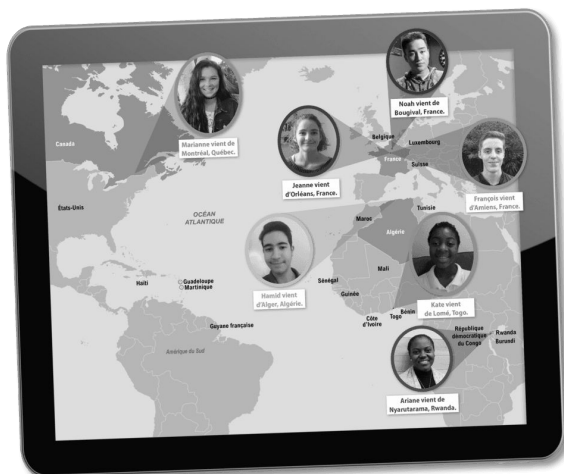 Noah vient de
Bougival, France.
Marianne vient de
Montréal, Québec.
Canada
Belgique
Luxembourg
France
Suisse
Jeanne vient
d'Orléans, France.
François vient
d'Amiens, France.
États-Unis
OCÉAN
ATLANTIQUE
Maroc
Tunisie
Algérie
Haïti
Guadeloupe
Martinique
Hamid vient
d'Alger, Algérie.
Sénégal
Mali
Guinée
Kate vient
de Lomé, Togo.
Côte
d'Ivoire
Togo
Bénin
Guyane française
Amérique du Sud
République
démocratique
du Congo
Rwanda
Burundi
Ariane vient de
Nyarutarama, Rwanda.